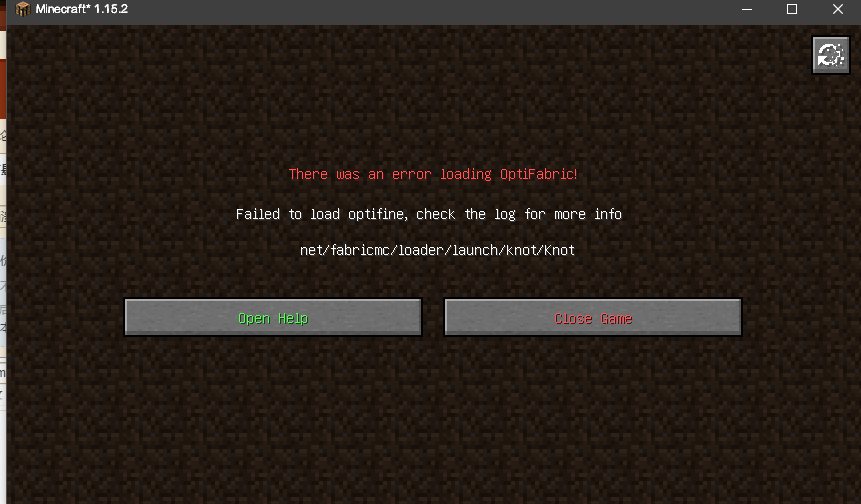 Minecraft* 1.15.2
There was an error loading OptiFabric!
Failed to load optifine, check the log for more info
net/fabricmc/loader/launch/knot/Knot
Open Help
Close Game